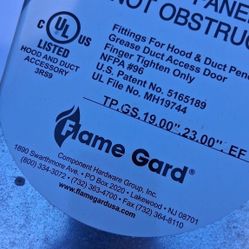 PANE
NOT OBSTRUC
C UL US
LISTED
HOOD AND DUCT
ACCESSORY
3RS9
Fittings For Hood & Duct Pene
Grease Duct Access Door
Finger Tighten Only
NFPA #96
U.S. Patent No. 5165189
UL File No. MH19744
TP.GS.19.00".23.00" EF
Flame Gard®
Component Hardware Group, Inc.
1890 Swarthmore Ave., PO Box 2020 • Lakewood • NJ 08701
(800) 334-3072 • (732) 363-4700 • Fax (732) 364-8110
www.flamegardusa.com